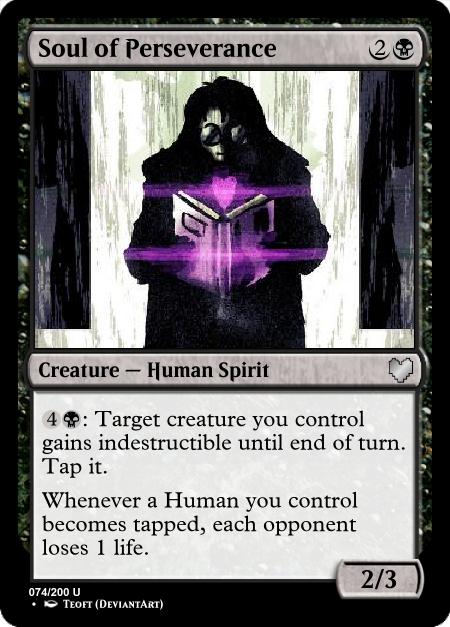 Soul of Perseverance 2
Creature — Human Spirit
4 : Target creature you control
gains indestructible until end of turn.
Tap it.
Whenever a Human you control
becomes tapped, each opponent
loses 1 life.
2/3
074/200 U
• Teoft (DeviantArt)